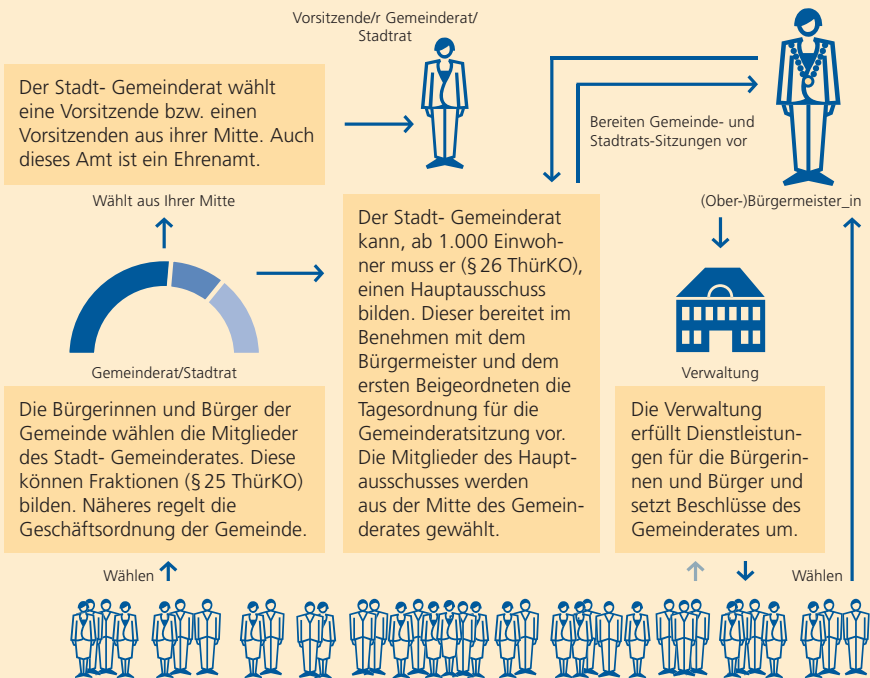 Vorsitzende/r Gemeinderat/
Stadtrat
Der Stadt- Gemeinderat wählt
eine Vorsitzende bzw. einen
Vorsitzenden aus ihrer Mitte. Auch
dieses Amt ist ein Ehrenamt.
Bereiten Gemeinde- und
Stadtrats-Sitzungen vor
(Ober-)Bürgermeister_in
Wählt aus Ihrer Mitte
Gemeinderat/Stadtrat
Die Bürgerinnen und Bürger der
Gemeinde wählen die Mitglieder
des Stadt- Gemeinderates. Diese
können Fraktionen (§ 25 ThürKO)
bilden. Näheres regelt die
Geschäftsordnung der Gemeinde.
Der Stadt- Gemeinderat
kann, ab 1.000 Einwoh-
ner muss er (§ 26 ThürKO),
einen Hauptausschuss
bilden. Dieser bereitet im
Benehmen mit dem
Bürgermeister und dem
ersten Beigeordneten die
Tagesordnung für die
Gemeinderatsitzung vor.
Die Mitglieder des Haupt-
ausschusses werden
aus der Mitte des Gemein-
derates gewählt.
Verwaltung
Die Verwaltung
erfüllt Dienstleistun-
gen für die Bürgerin-
nen und Bürger und
setzt Beschlüsse des
Gemeinderates um.
Wählen
Wählen